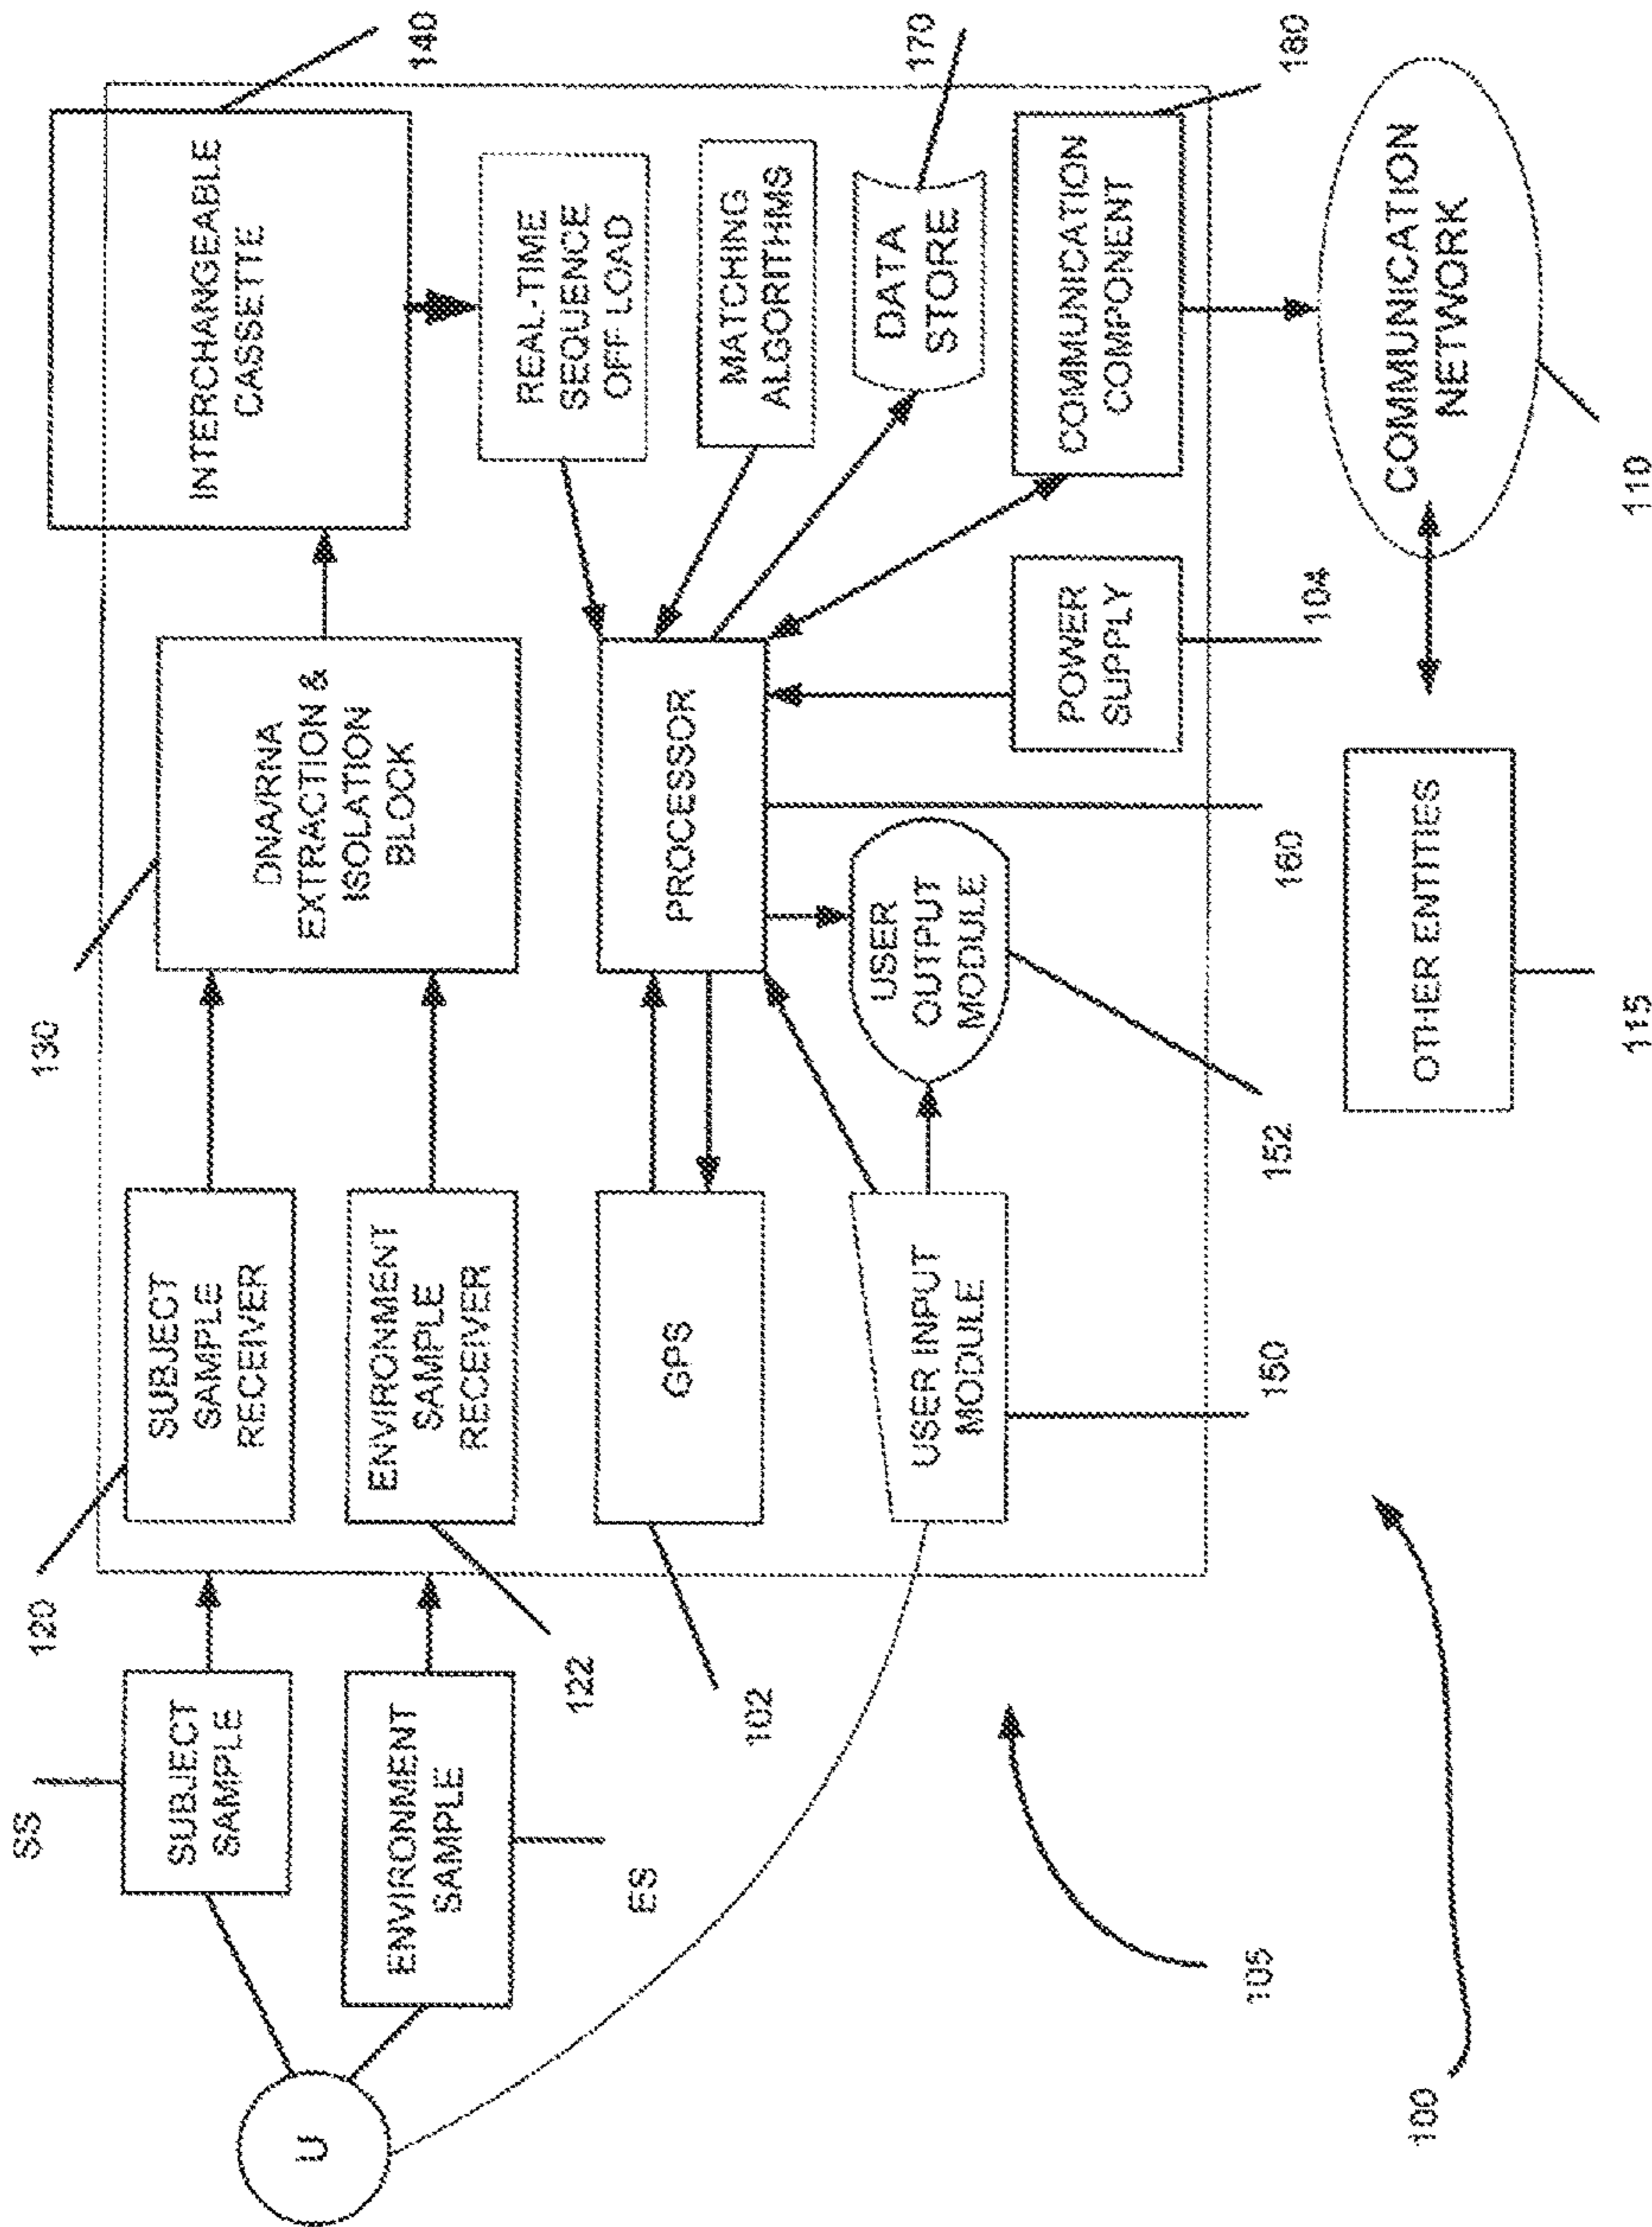 SS
120
130
140
SUBJECT
SAMPLE
SUBJECT
SAMPLE
RECEIVER
DNA/RNA
EXTRACTION &
ISOLATION
BLOCK
INTERCHANGEABLE
CASSETTE
U
ENVIRONMENT
SAMPLE
ENVIRONMENT
SAMPLE
RECEIVER
ES
122
REAL-TIME
SEQUENCE
OFF LOAD
102
GPS
PROCESSOR
MATCHING
ALGORITHMS
170
USER INPUT
MODULE
USER
OUTPUT
MODULE
DATA
STORE
POWER
SUPPLY
COMMUNICATION
COMPONENT
105
150
152
160
104
180
100
OTHER ENTITIES
COMMUNICATION
NETWORK
115
110